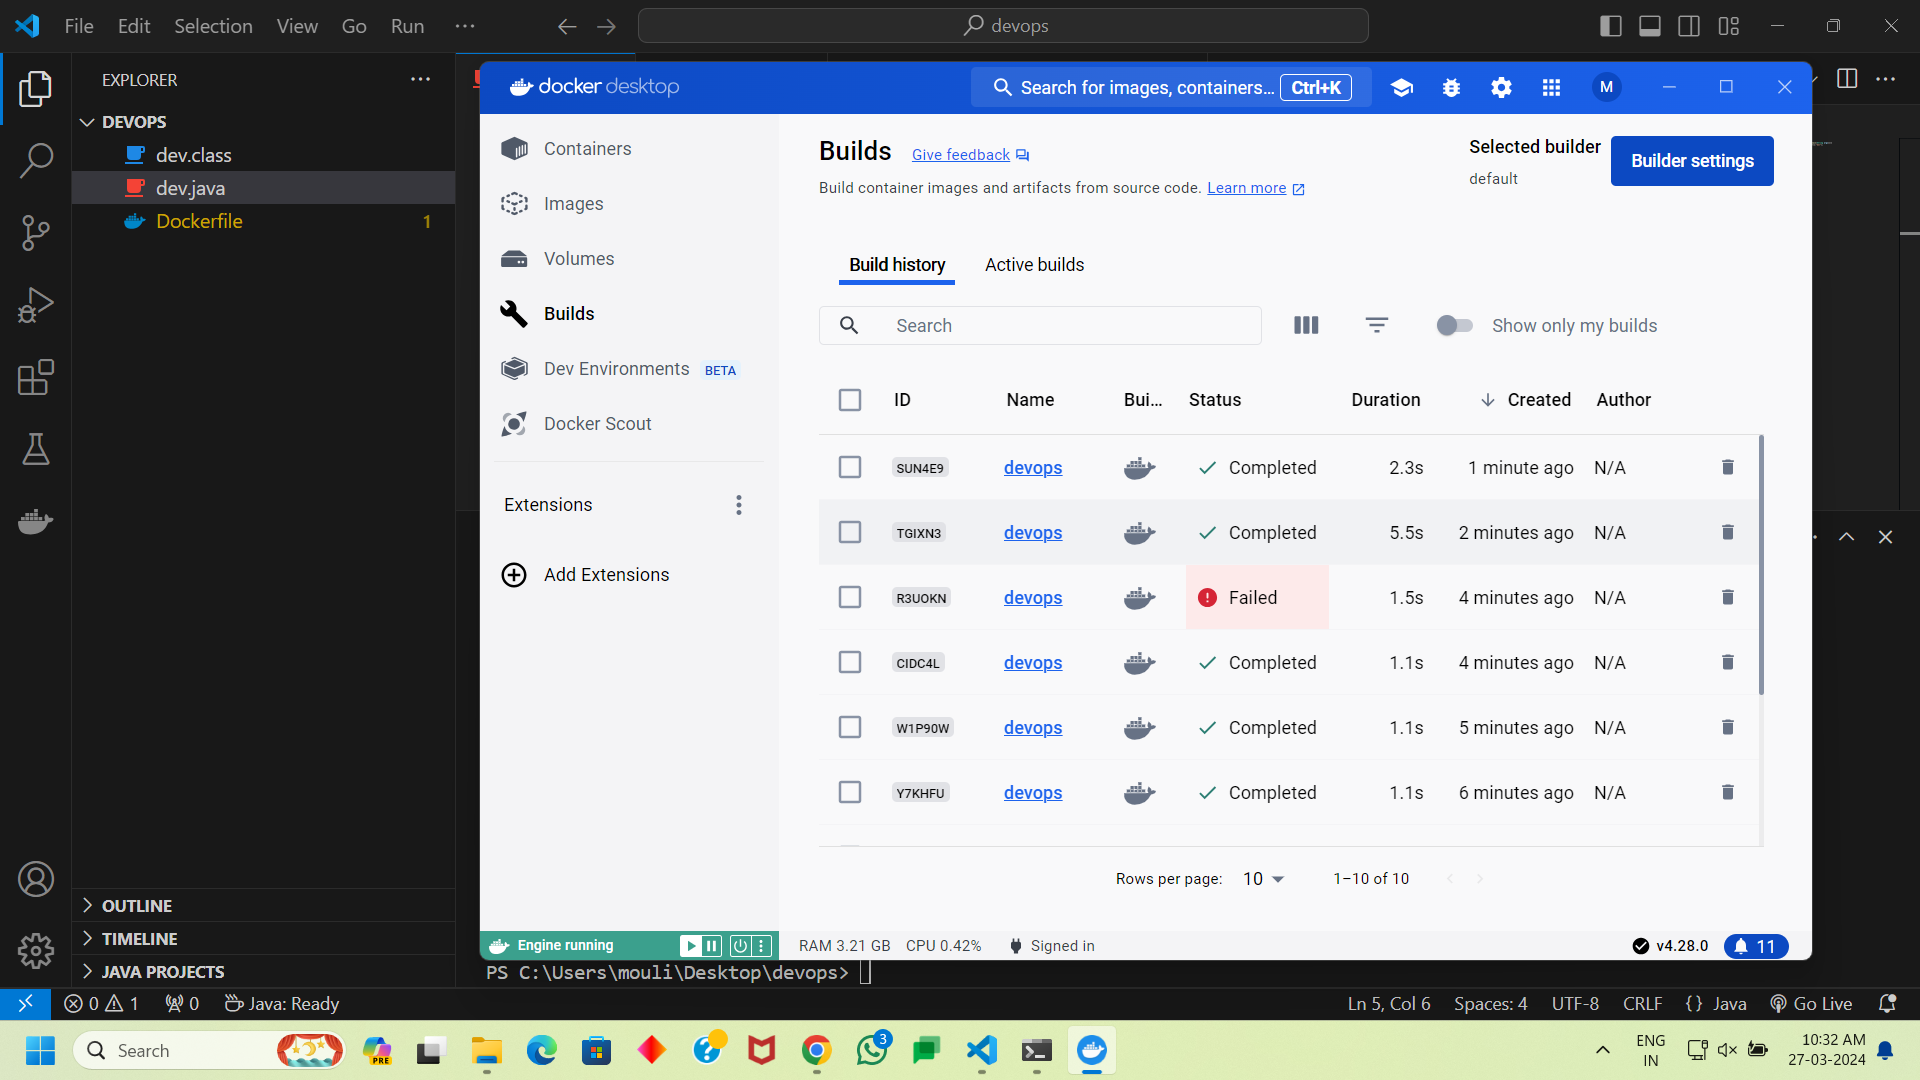 File Edit Selection View Go Run ···
devops
EXPLORER
DEVOPS
dev.class
dev.java
Dockerfile 1
OUTLINE
TIMELINE
JAVA PROJECTS
docker desktop
Search for images, containers... Ctrl+K
M
Containers
Images
Volumes
Builds
Dev Environments BETA
Docker Scout
Extensions
Add Extensions
Builds Give feedback
Build container images and artifacts from source code. Learn more
Selected builder
default
Builder settings
Build history Active builds
Search
Show only my builds
ID Name Bui... Status Duration Created Author
SUN4E9 devops Completed 2.3s 1 minute ago N/A
TGIXN3 devops Completed 5.5s 2 minutes ago N/A
R3UOKN devops Failed 1.5s 4 minutes ago N/A
CIDC4L devops Completed 1.1s 4 minutes ago N/A
W1P90W devops Completed 1.1s 5 minutes ago N/A
Y7KHFU devops Completed 1.1s 6 minutes ago N/A
Rows per page: 10 1–10 of 10
Engine running
RAM 3.21 GB CPU 0.42% Signed in
v4.28.0 11
PS C:\Users\mouli\Desktop\devops>
0 1 0 Java: Ready
Ln 5, Col 6 Spaces: 4 UTF-8 CRLF {} Java Go Live
Search
PRE
3
ENG
IN
10:32 AM
27-03-2024